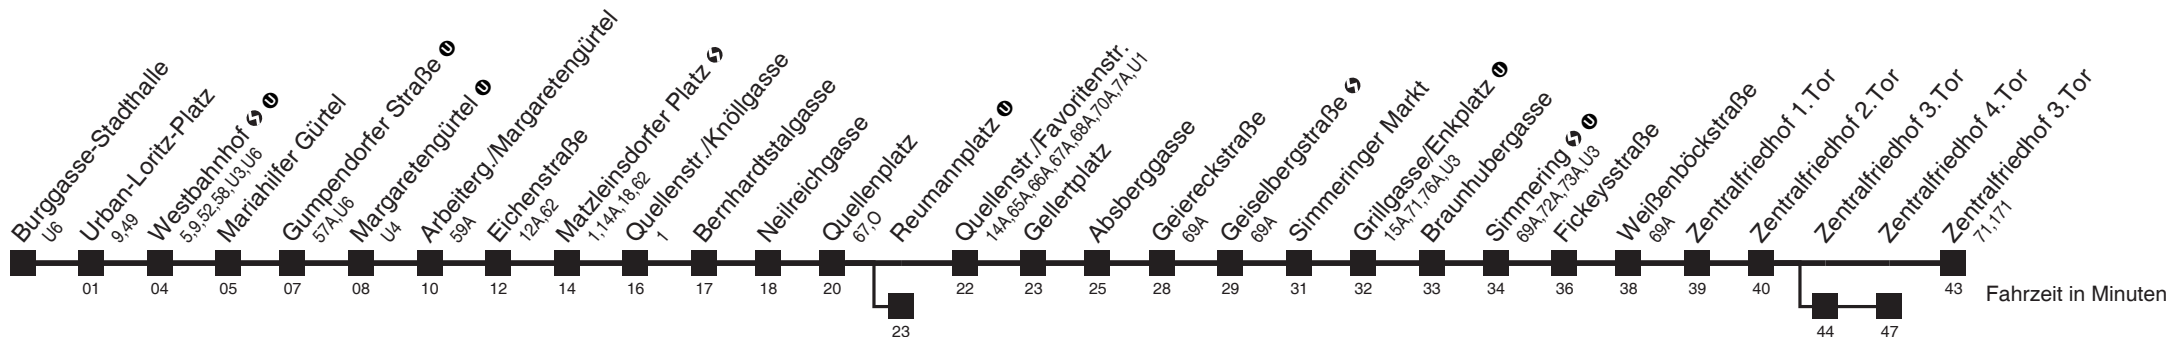 Burggasse-Stadthalle
U6
Urban-Loritz-Platz
9,49
Westbahnhof
5,9,52,58,U3,U6
Mariahilfer Gürtel
Gumpendorfer Straße U
57A,U6
Margaretengürtel U
U4
Arbeiterg./Margaretengürtel
59A
Eichenstraße
12A,62
Matzleinsdorfer Platz
1,14A,18,62
Quellenstr./Knöllgasse
1
Bernhardtstalgasse
Neilreichgasse
Quellenplatz
67,O
Reumannplatz U
Quellenstr./Favoritenstr.
14A,65A,66A,67A,68A,70A,7A,U1
Gellertplatz
Absberggasse
Geiereckstraße
69A
Geiselbergstraße
69A
Simmeringer Markt
Grillgasse/Enkplatz U
15A,71,76A,U3
Braunhubergasse
Simmering U
69A,72A,73A,U3
Fickeysstraße
Weißenböckstraße
69A
Zentralfriedhof 1.Tor
Zentralfriedhof 2.Tor
Zentralfriedhof 3.Tor
Zentralfriedhof 4.Tor
Zentralfriedhof 3.Tor
71,171
01 04 05 07 08 10 12 14 16 17 18 20 22 23 25 28 29 31 32 33 34 36 38 39 40 43
Fahrzeit in Minuten
23 44 47